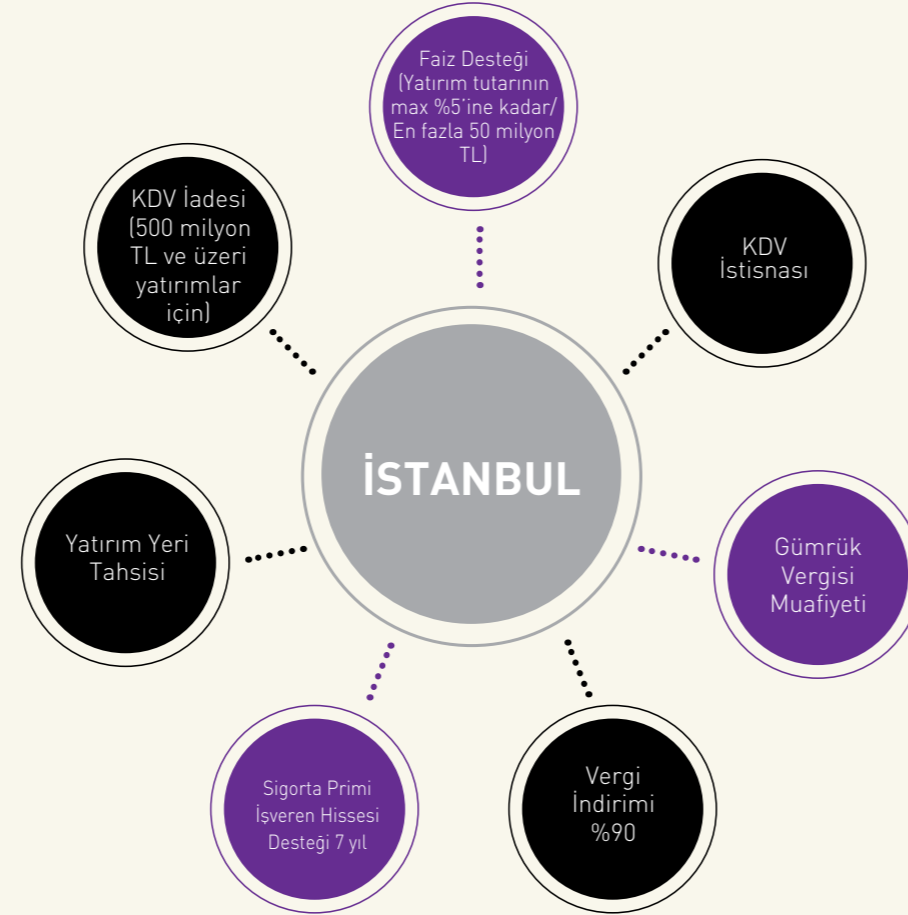 Faiz Desteği
(Yatırım tutarının
max %5'ine kadar/
En fazla 50 milyon
TL)
KDV İadesi
(500 milyon
TL ve üzeri
yatırımlar
için)
KDV
İstisnası
İSTANBUL
Yatırım Yeri
Tahsisi
Gümrük
Vergisi
Muafiyeti
Sigorta Primi
İşveren Hissesi
Desteği 7 yıl
Vergi
İndirimi
%90